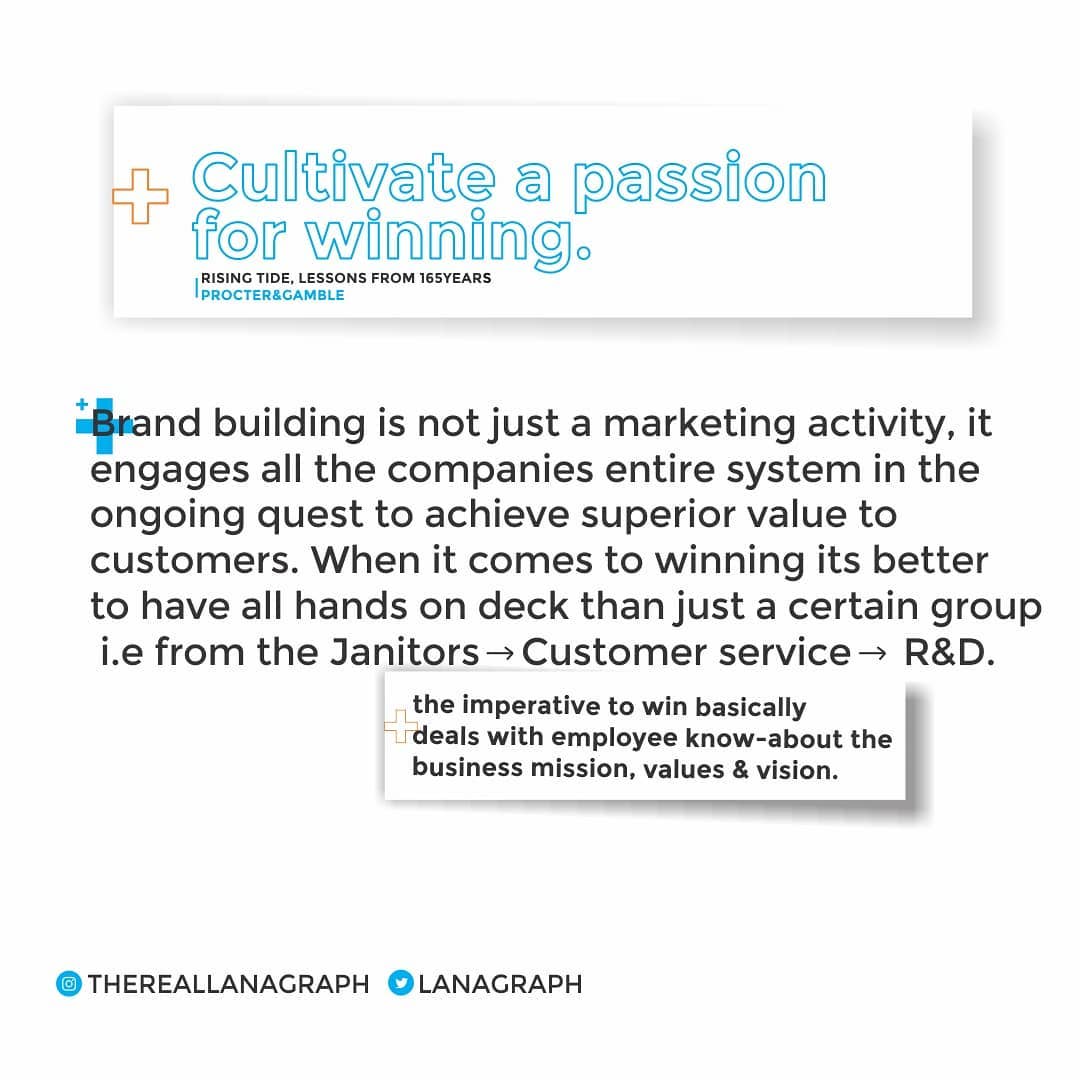 Cultivate a passion
for winning.
RISING TIDE, LESSONS FROM 165YEARS
PROCTER&GAMBLE
Brand building is not just a marketing activity, it
engages all the companies entire system in the
ongoing quest to achieve superior value to
customers. When it comes to winning its better
to have all hands on deck than just a certain group
i.e from the Janitors → Customer service → R&D.
the imperative to win basically
deals with employee know-about the
business mission, values & vision.
THEREALLANAGRAPH LANAGRAPH